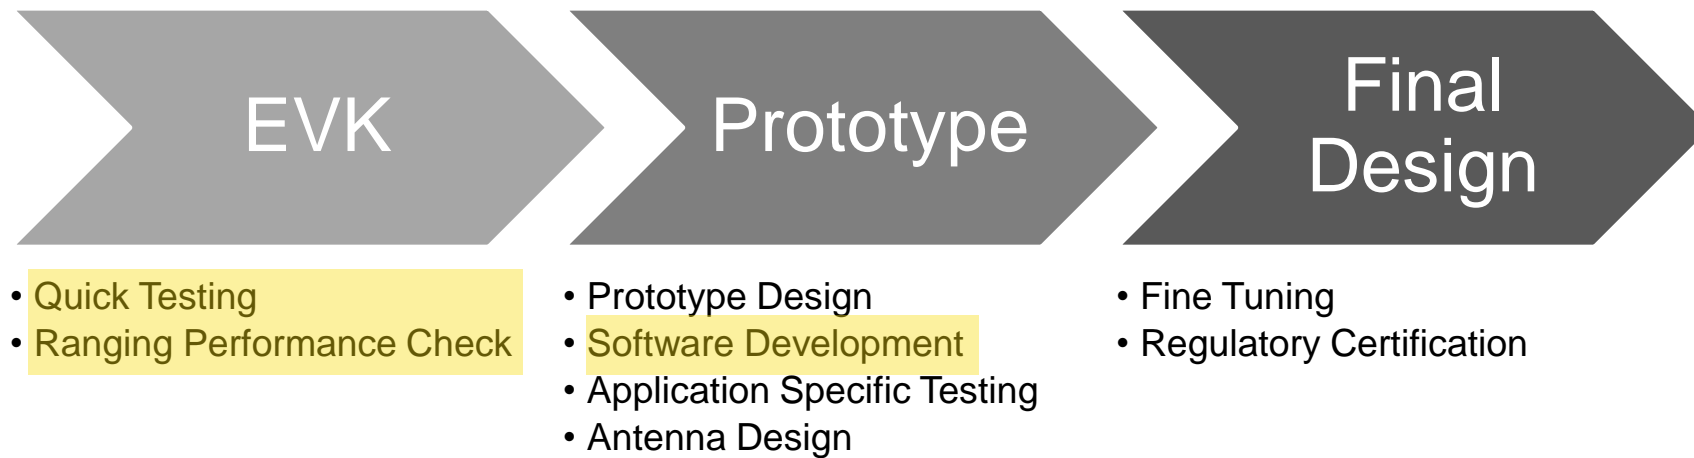 EVK
• Quick Testing
• Ranging Performance Check
Prototype
• Prototype Design
• Software Development
• Application Specific Testing
• Antenna Design
Final
Design
• Fine Tuning
• Regulatory Certification